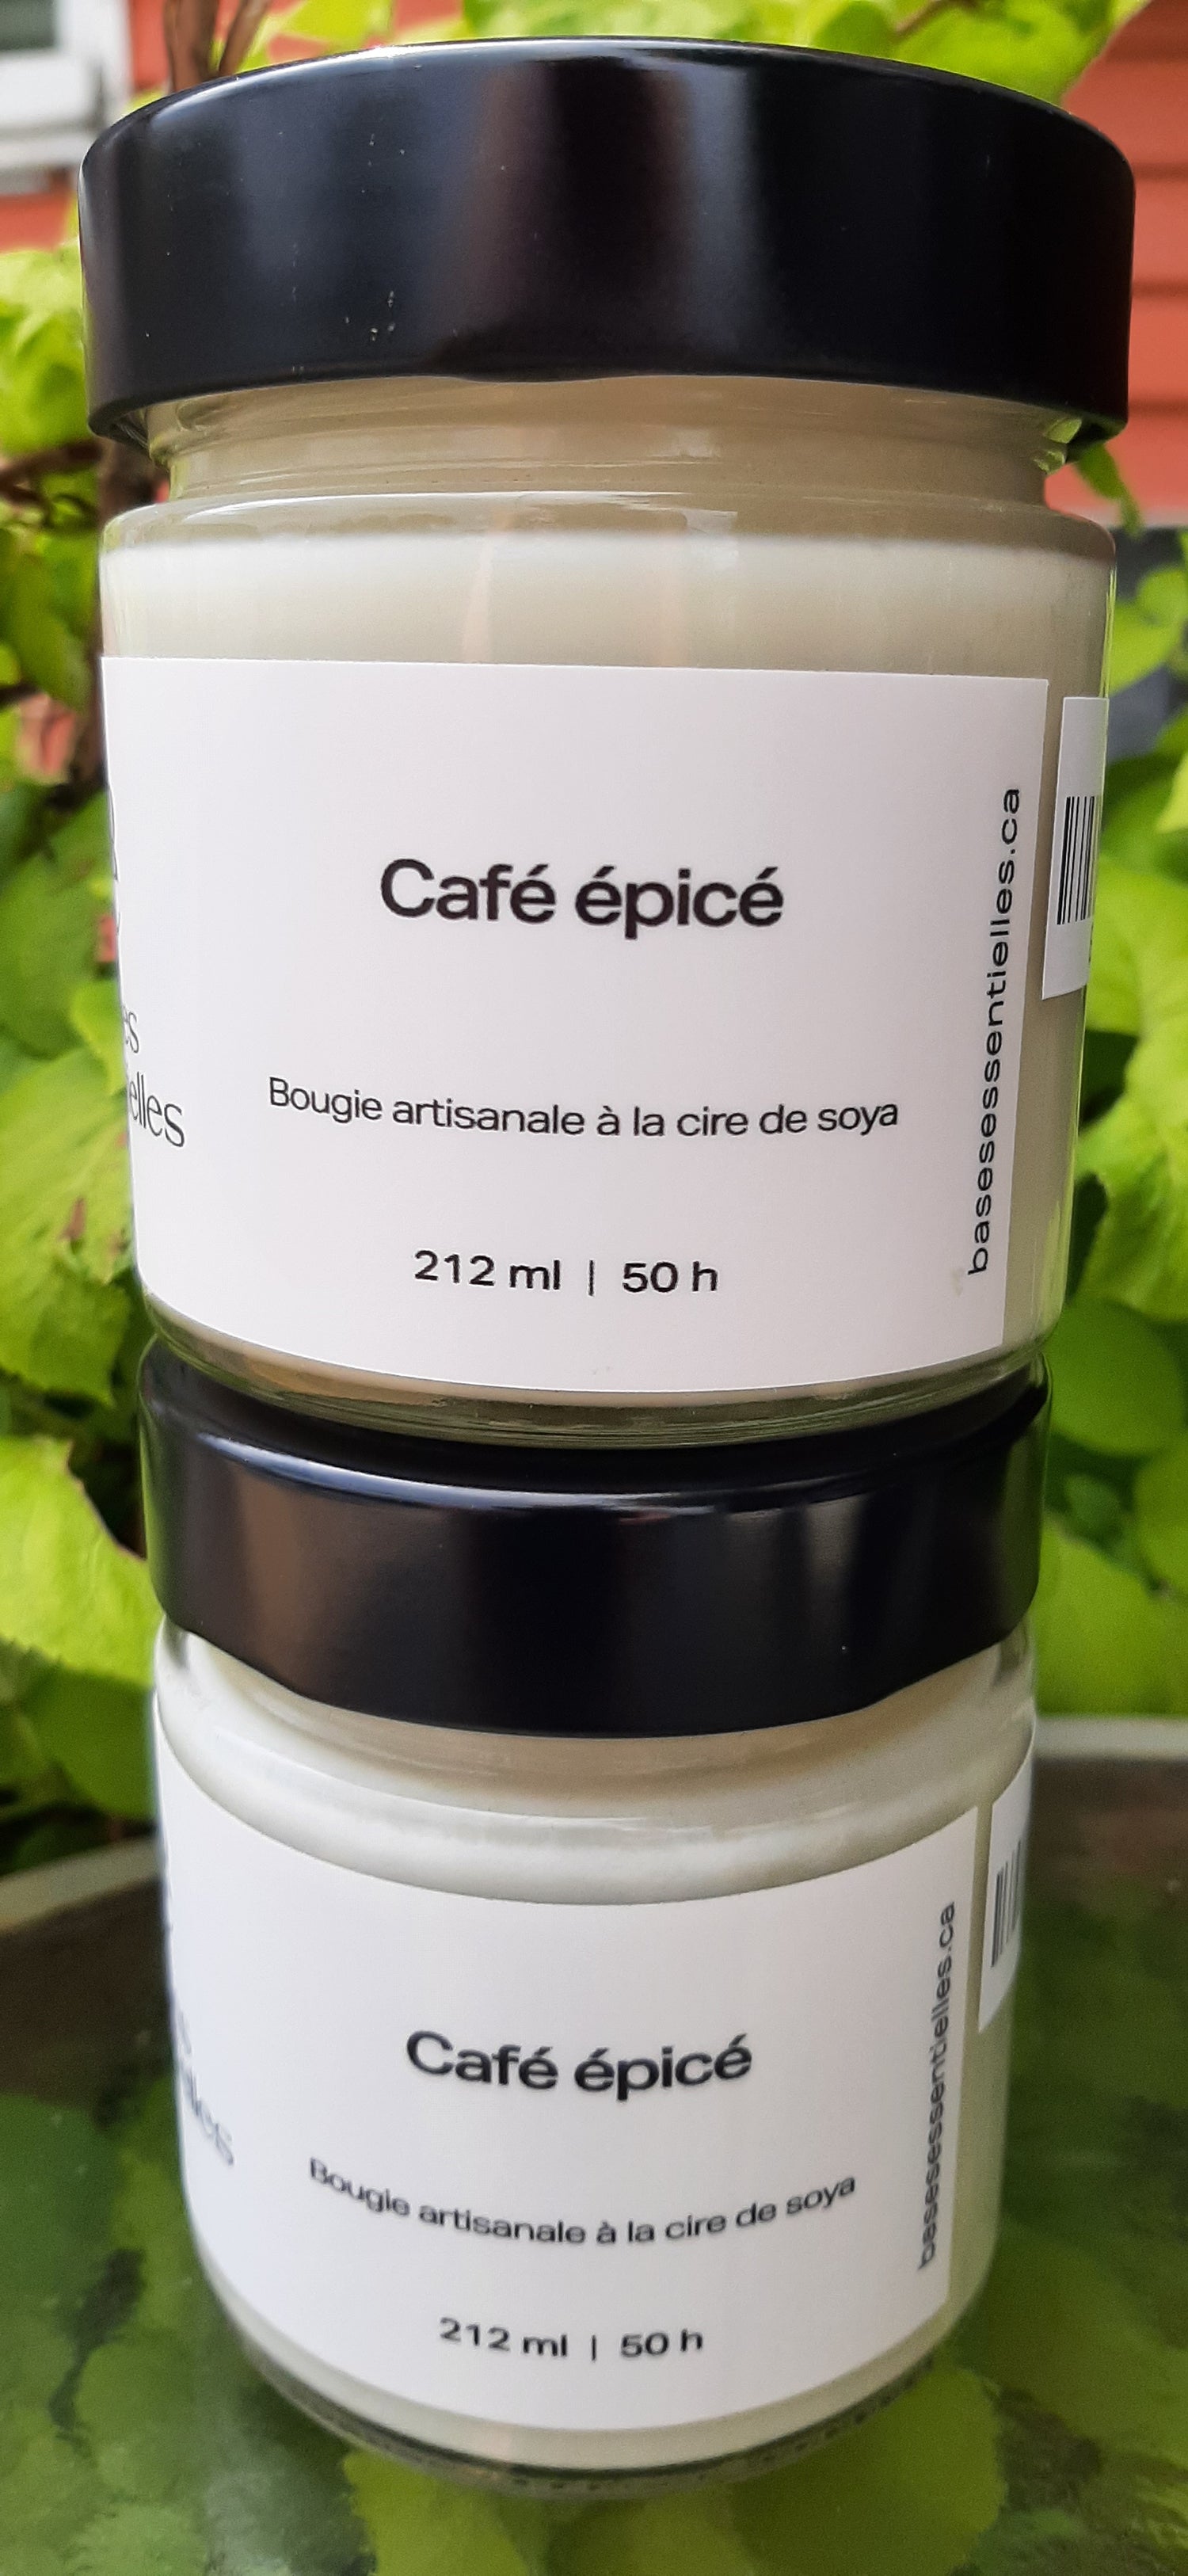 Café épicé
Bougie artisanale à la cire de soya
212 ml | 50 h
basesessentielles.ca
Café épicé
Bougie artisanale à la cire de soya
212 ml | 50 h
basesessentielles.ca